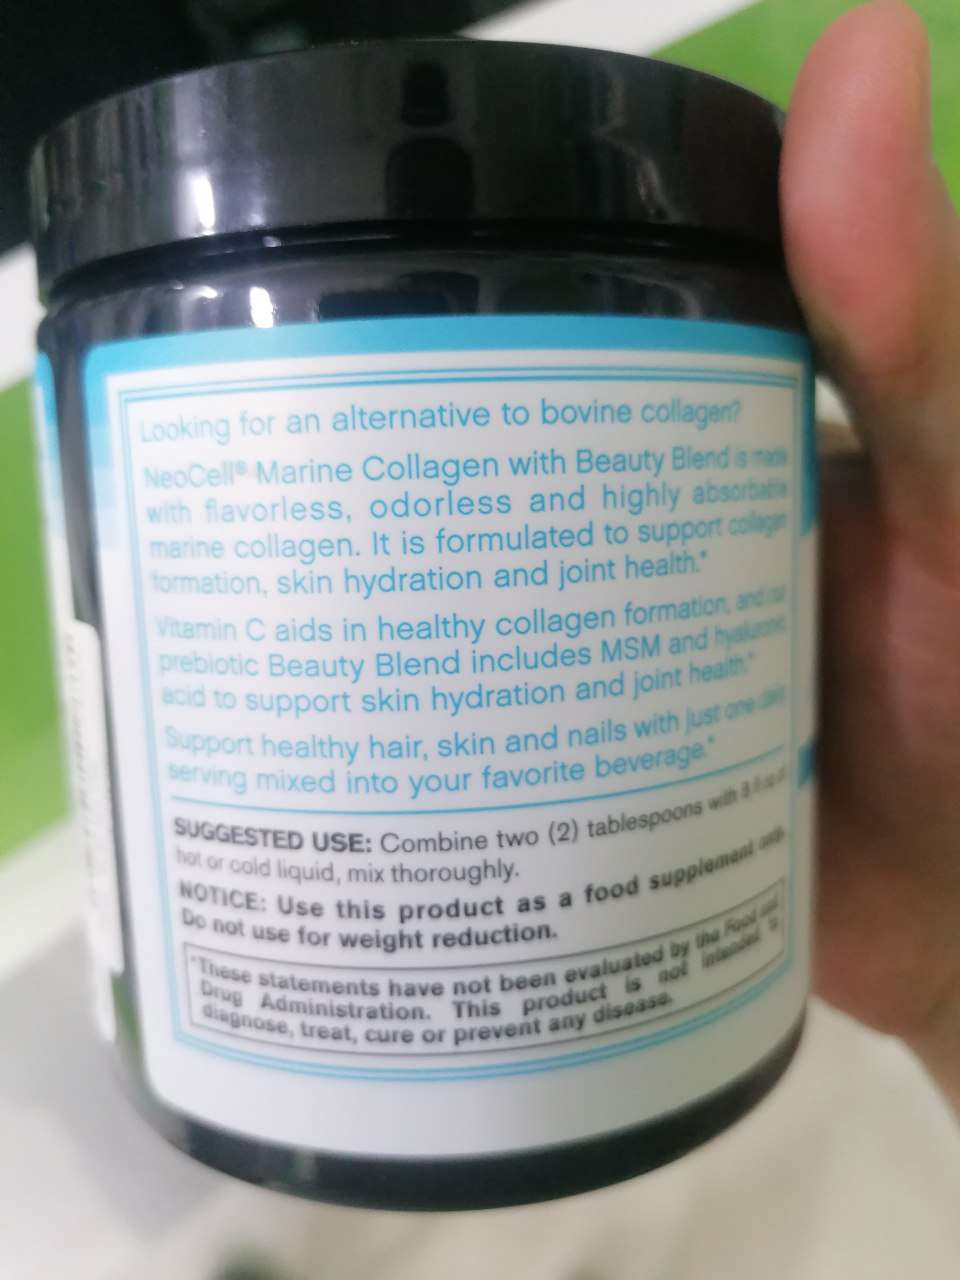 Looking for an alternative to bovine collagen?
NeoCell® Marine Collagen with Beauty Blend is made
with flavorless, odorless and highly absorbable
marine collagen. It is formulated to support collagen
formation, skin hydration and joint health.*
Vitamin C aids in healthy collagen formation, and our
prebiotic Beauty Blend includes MSM and hyaluronic
acid to support skin hydration and joint health.*
Support healthy hair, skin and nails with just one daily
serving mixed into your favorite beverage.*
SUGGESTED USE: Combine two (2) tablespoons with 8 fl oz of
hot or cold liquid, mix thoroughly.
NOTICE: Use this product as a food supplement only.
Do not use for weight reduction.
*These statements have not been evaluated by the Food and
Drug Administration. This product is not intended to
diagnose, treat, cure or prevent any disease.